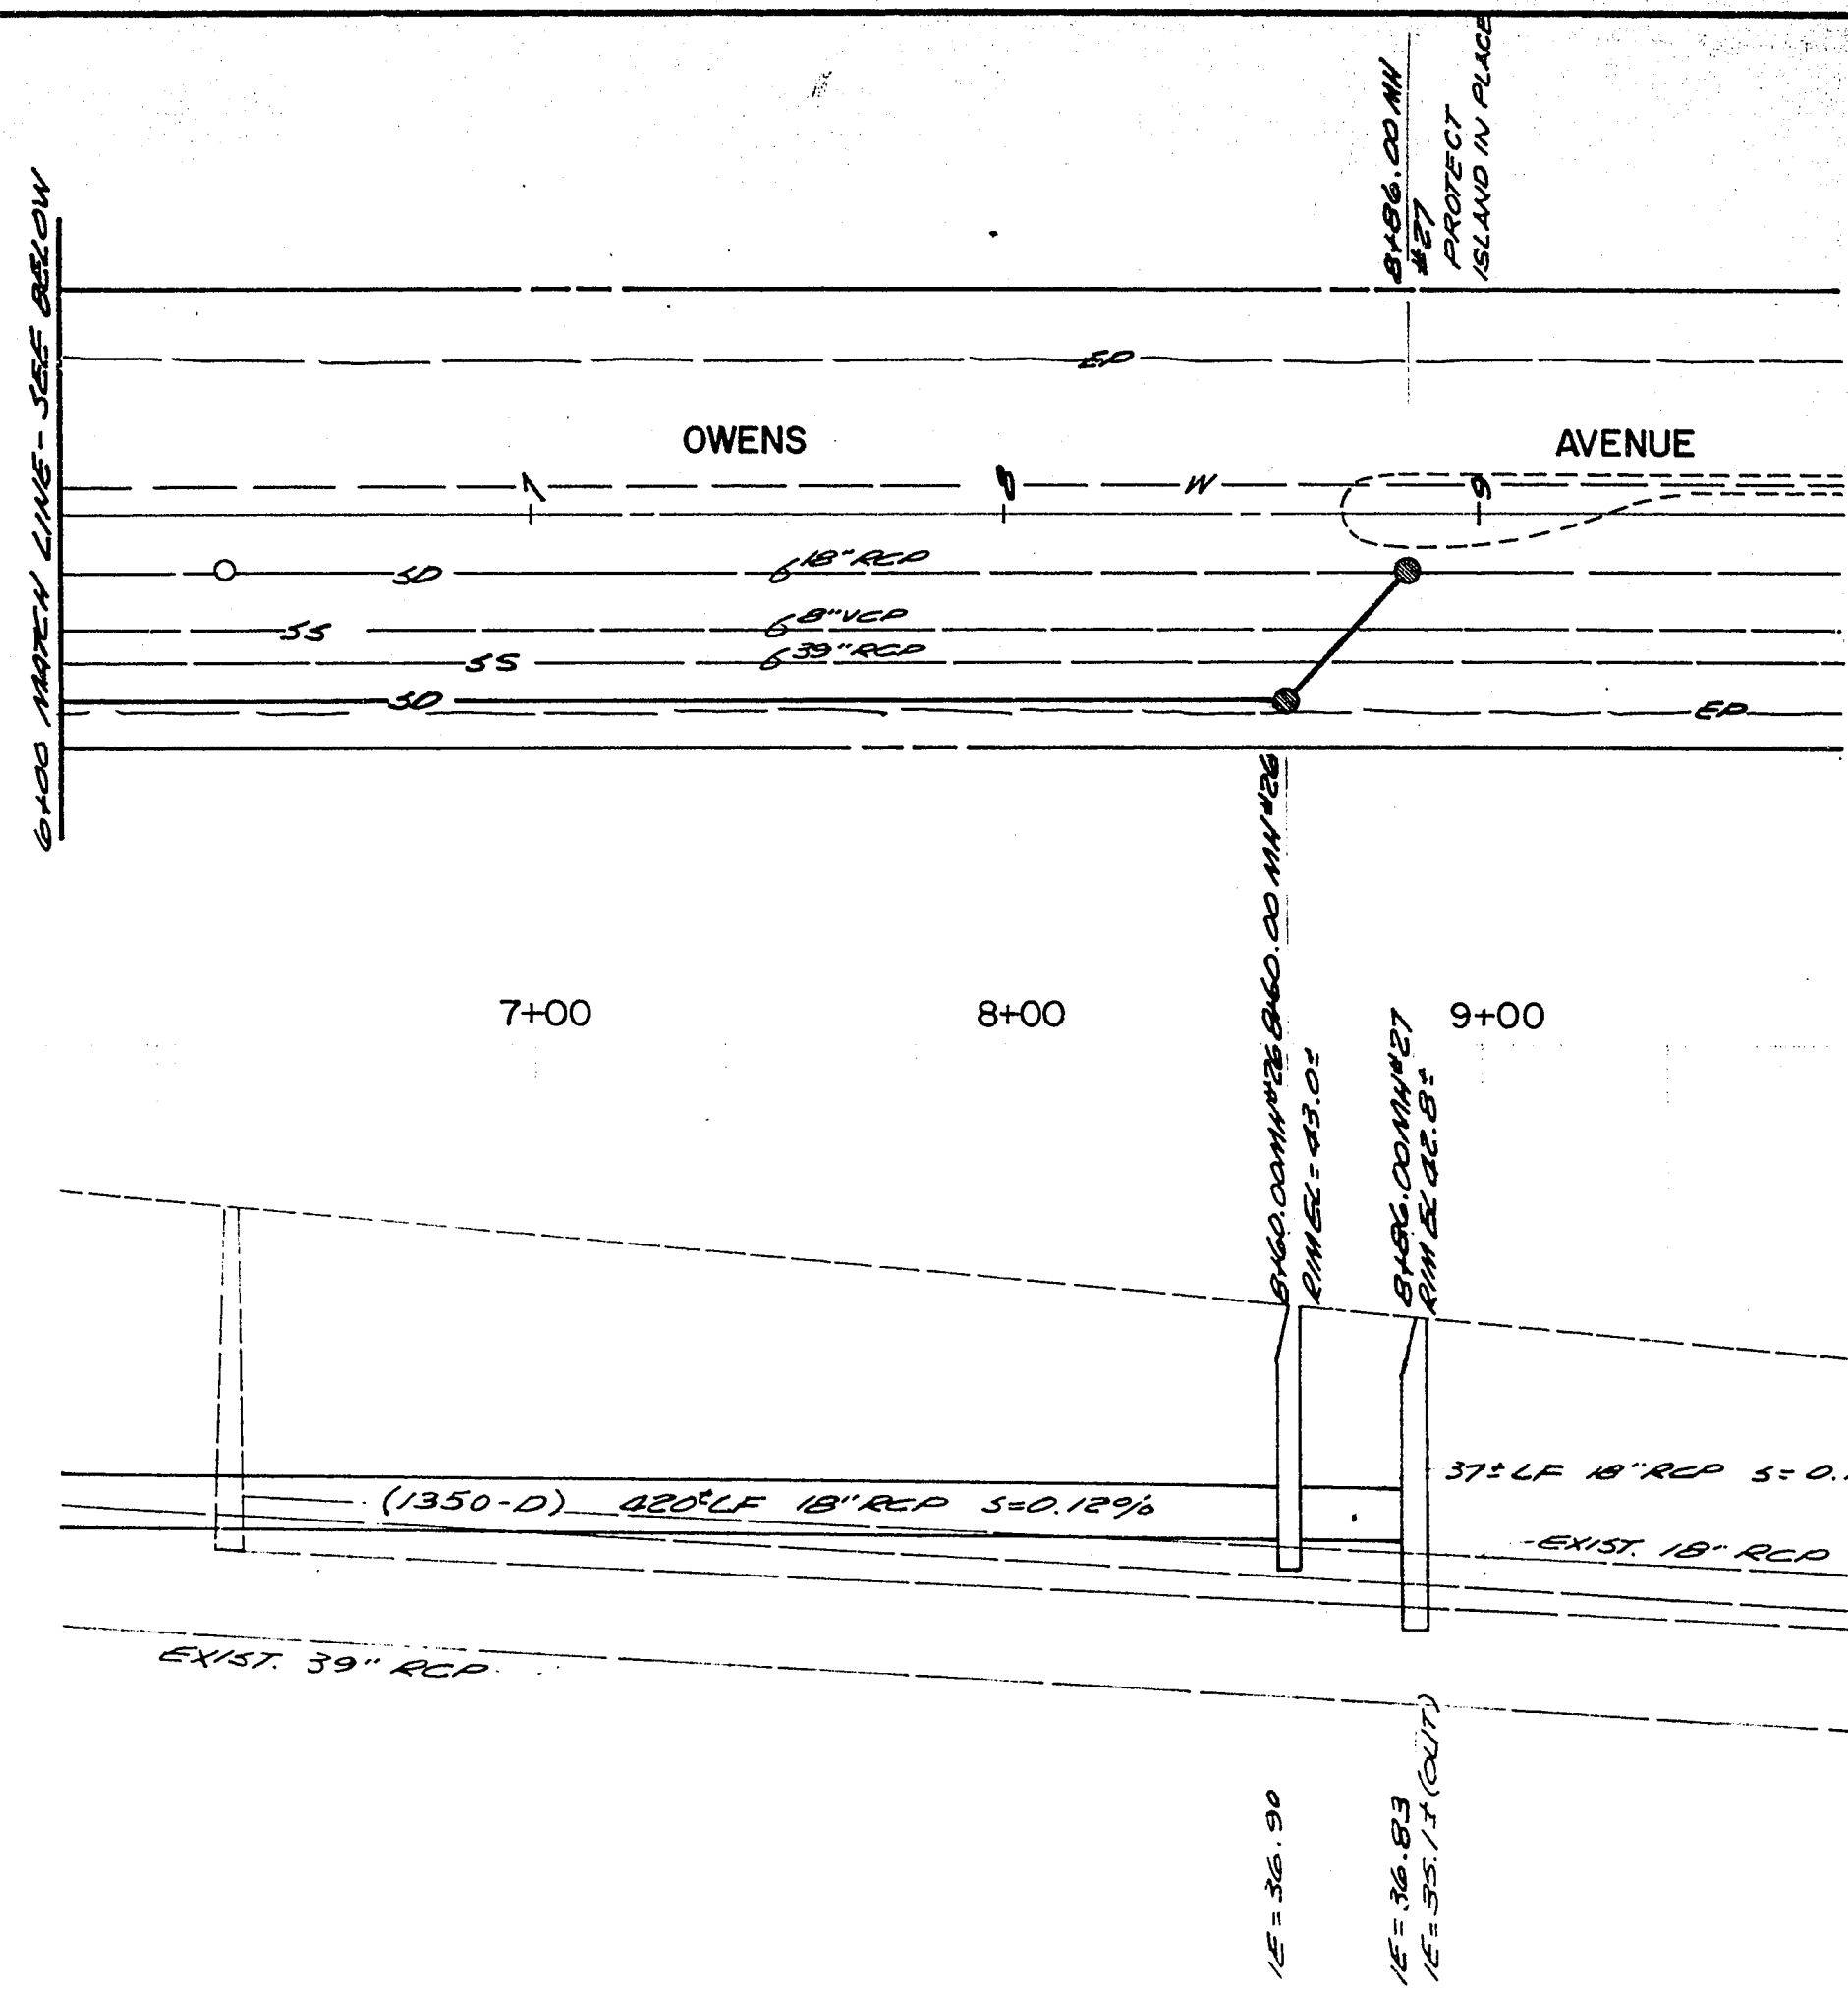 8+86.00 MH
#27
PROTECT
ISLAND IN PLACE
6+00 MATCH LINE - SEE BELOW
EP
OWENS AVENUE
7 8 W 9
SD 18" RCP
SS 8" VCP
SS 39" RCP
SD
EP
8+60.00 MH #26
7+00 8+00 9+00
8+60.00 MH #26
RIM EL = 43.0±
8+86.00 MH #27
RIM EL 42.8±
37± LF 18" RCP S=0.
(1350-D) 420± LF 18" RCP S=0.12%
EXIST. 18" RCP
EXIST. 39" RCP
IE = 36.90
IE = 36.83
IE = 35.1± (OUT)